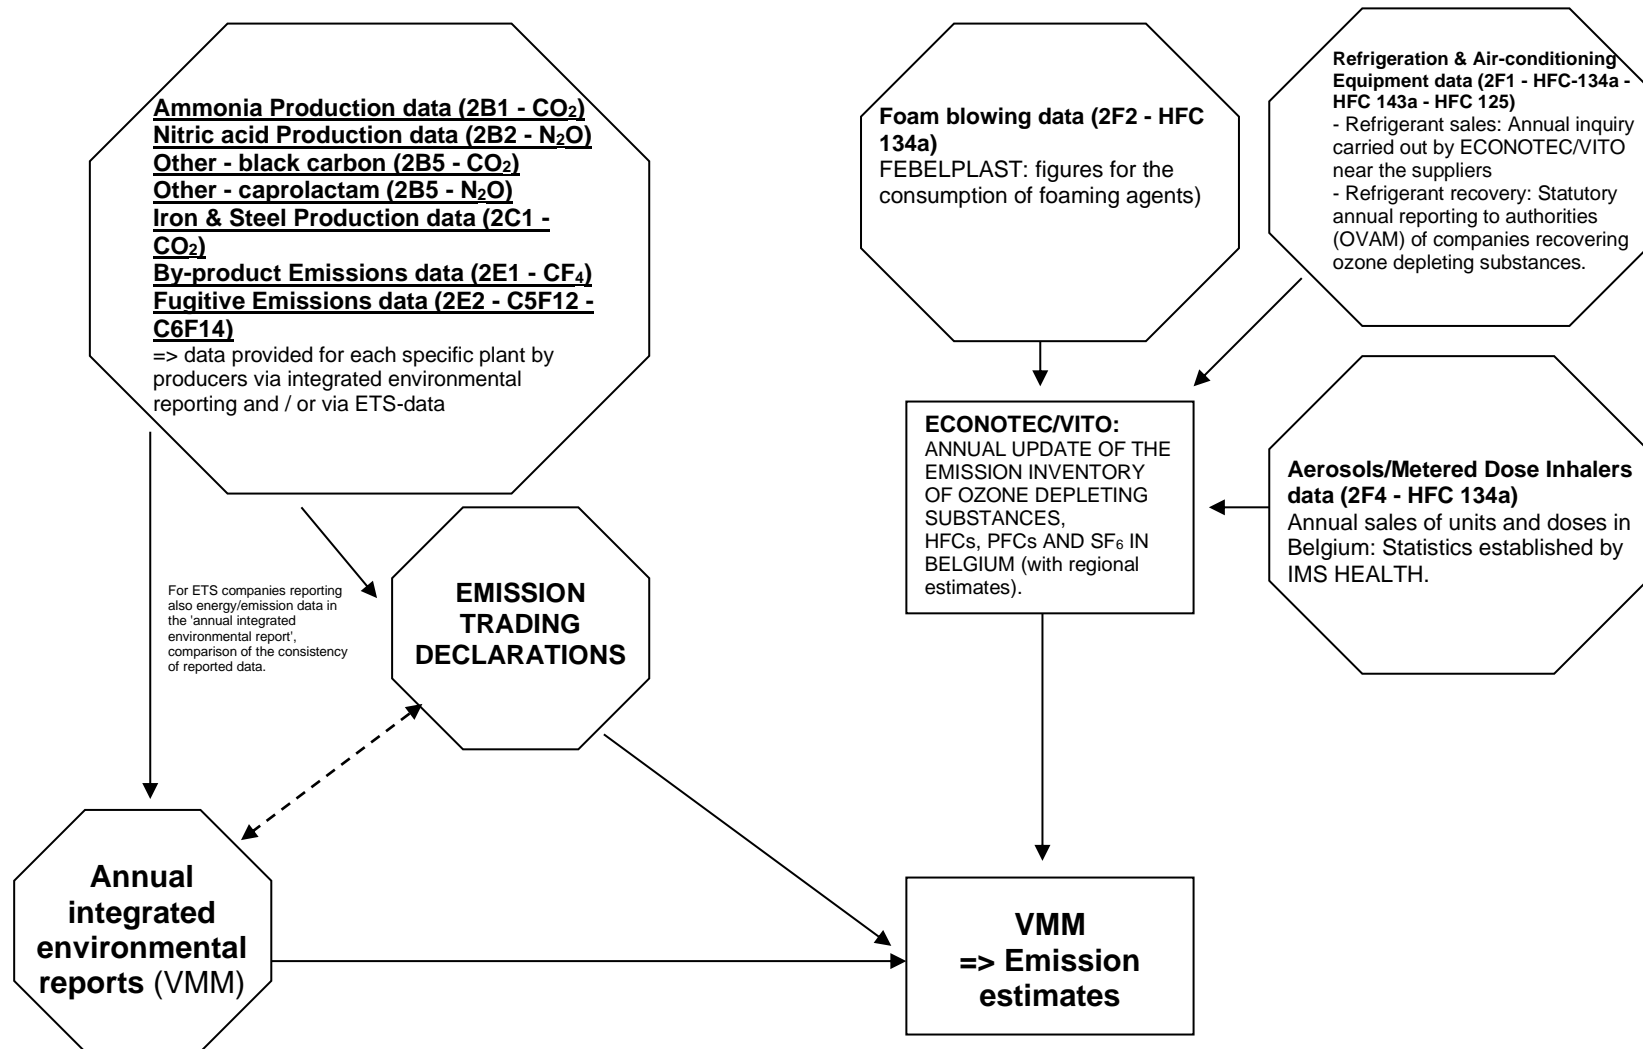 Ammonia Production data (2B1 - CO₂)
Nitric acid Production data (2B2 - N₂O)
Other - black carbon (2B5 - CO₂)
Other - caprolactam (2B5 - N₂O)
Iron & Steel Production data (2C1 -
CO₂)
By-product Emissions data (2E1 - CF₄)
Fugitive Emissions data (2E2 - C5F12 -
C6F14)
=> data provided for each specific plant by
producers via integrated environmental
reporting and / or via ETS-data
Foam blowing data (2F2 - HFC
134a)
FEBELPLAST: figures for the
consumption of foaming agents)
Refrigeration & Air-conditioning
Equipment data (2F1 - HFC-134a -
HFC 143a - HFC 125)
- Refrigerant sales: Annual inquiry
carried out by ECONOTEC/VITO
near the suppliers
- Refrigerant recovery: Statutory
annual reporting to authorities
(OVAM) of companies recovering
ozone depleting substances.
ECONOTEC/VITO:
ANNUAL UPDATE OF THE
EMISSION INVENTORY
OF OZONE DEPLETING
SUBSTANCES,
HFCs, PFCs AND SF₆ IN
BELGIUM (with regional
estimates).
Aerosols/Metered Dose Inhalers
data (2F4 - HFC 134a)
Annual sales of units and doses in
Belgium: Statistics established by
IMS HEALTH.
For ETS companies reporting
also energy/emission data in
the 'annual integrated
environmental report',
comparison of the consistency
of reported data.
EMISSION
TRADING
DECLARATIONS
Annual
integrated
environmental
reports (VMM)
VMM
=> Emission
estimates